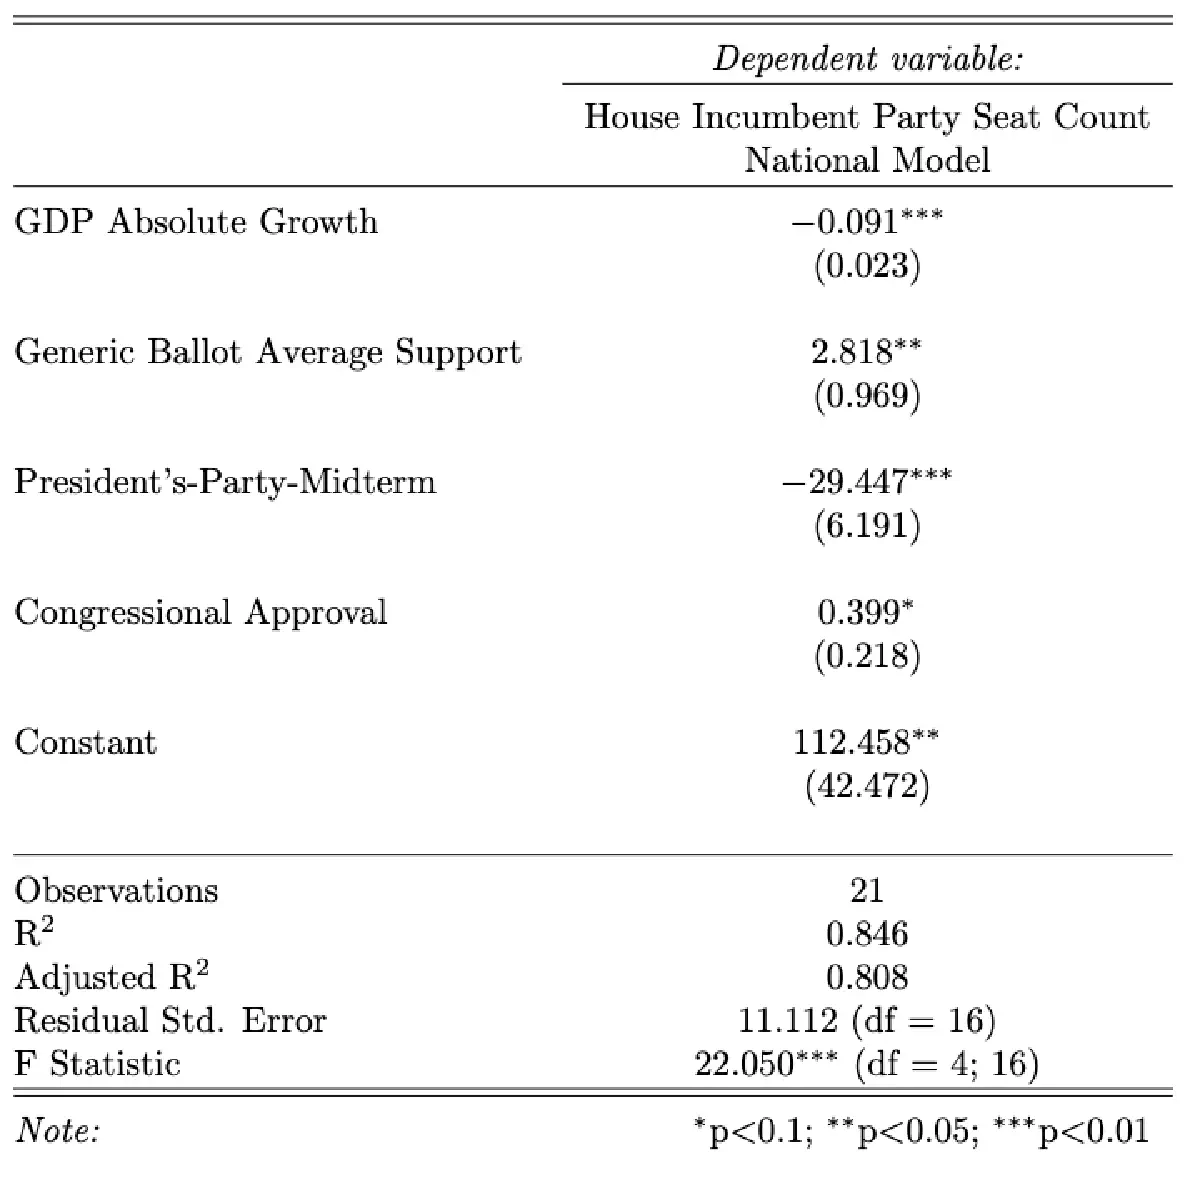 Dependent variable:
House Incumbent Party Seat Count
National Model
GDP Absolute Growth −0.091***
(0.023)
Generic Ballot Average Support 2.818**
(0.969)
President’s-Party-Midterm −29.447***
(6.191)
Congressional Approval 0.399*
(0.218)
Constant 112.458**
(42.472)
Observations 21
R² 0.846
Adjusted R² 0.808
Residual Std. Error 11.112 (df = 16)
F Statistic 22.050*** (df = 4; 16)
Note: *p<0.1; **p<0.05; ***p<0.01